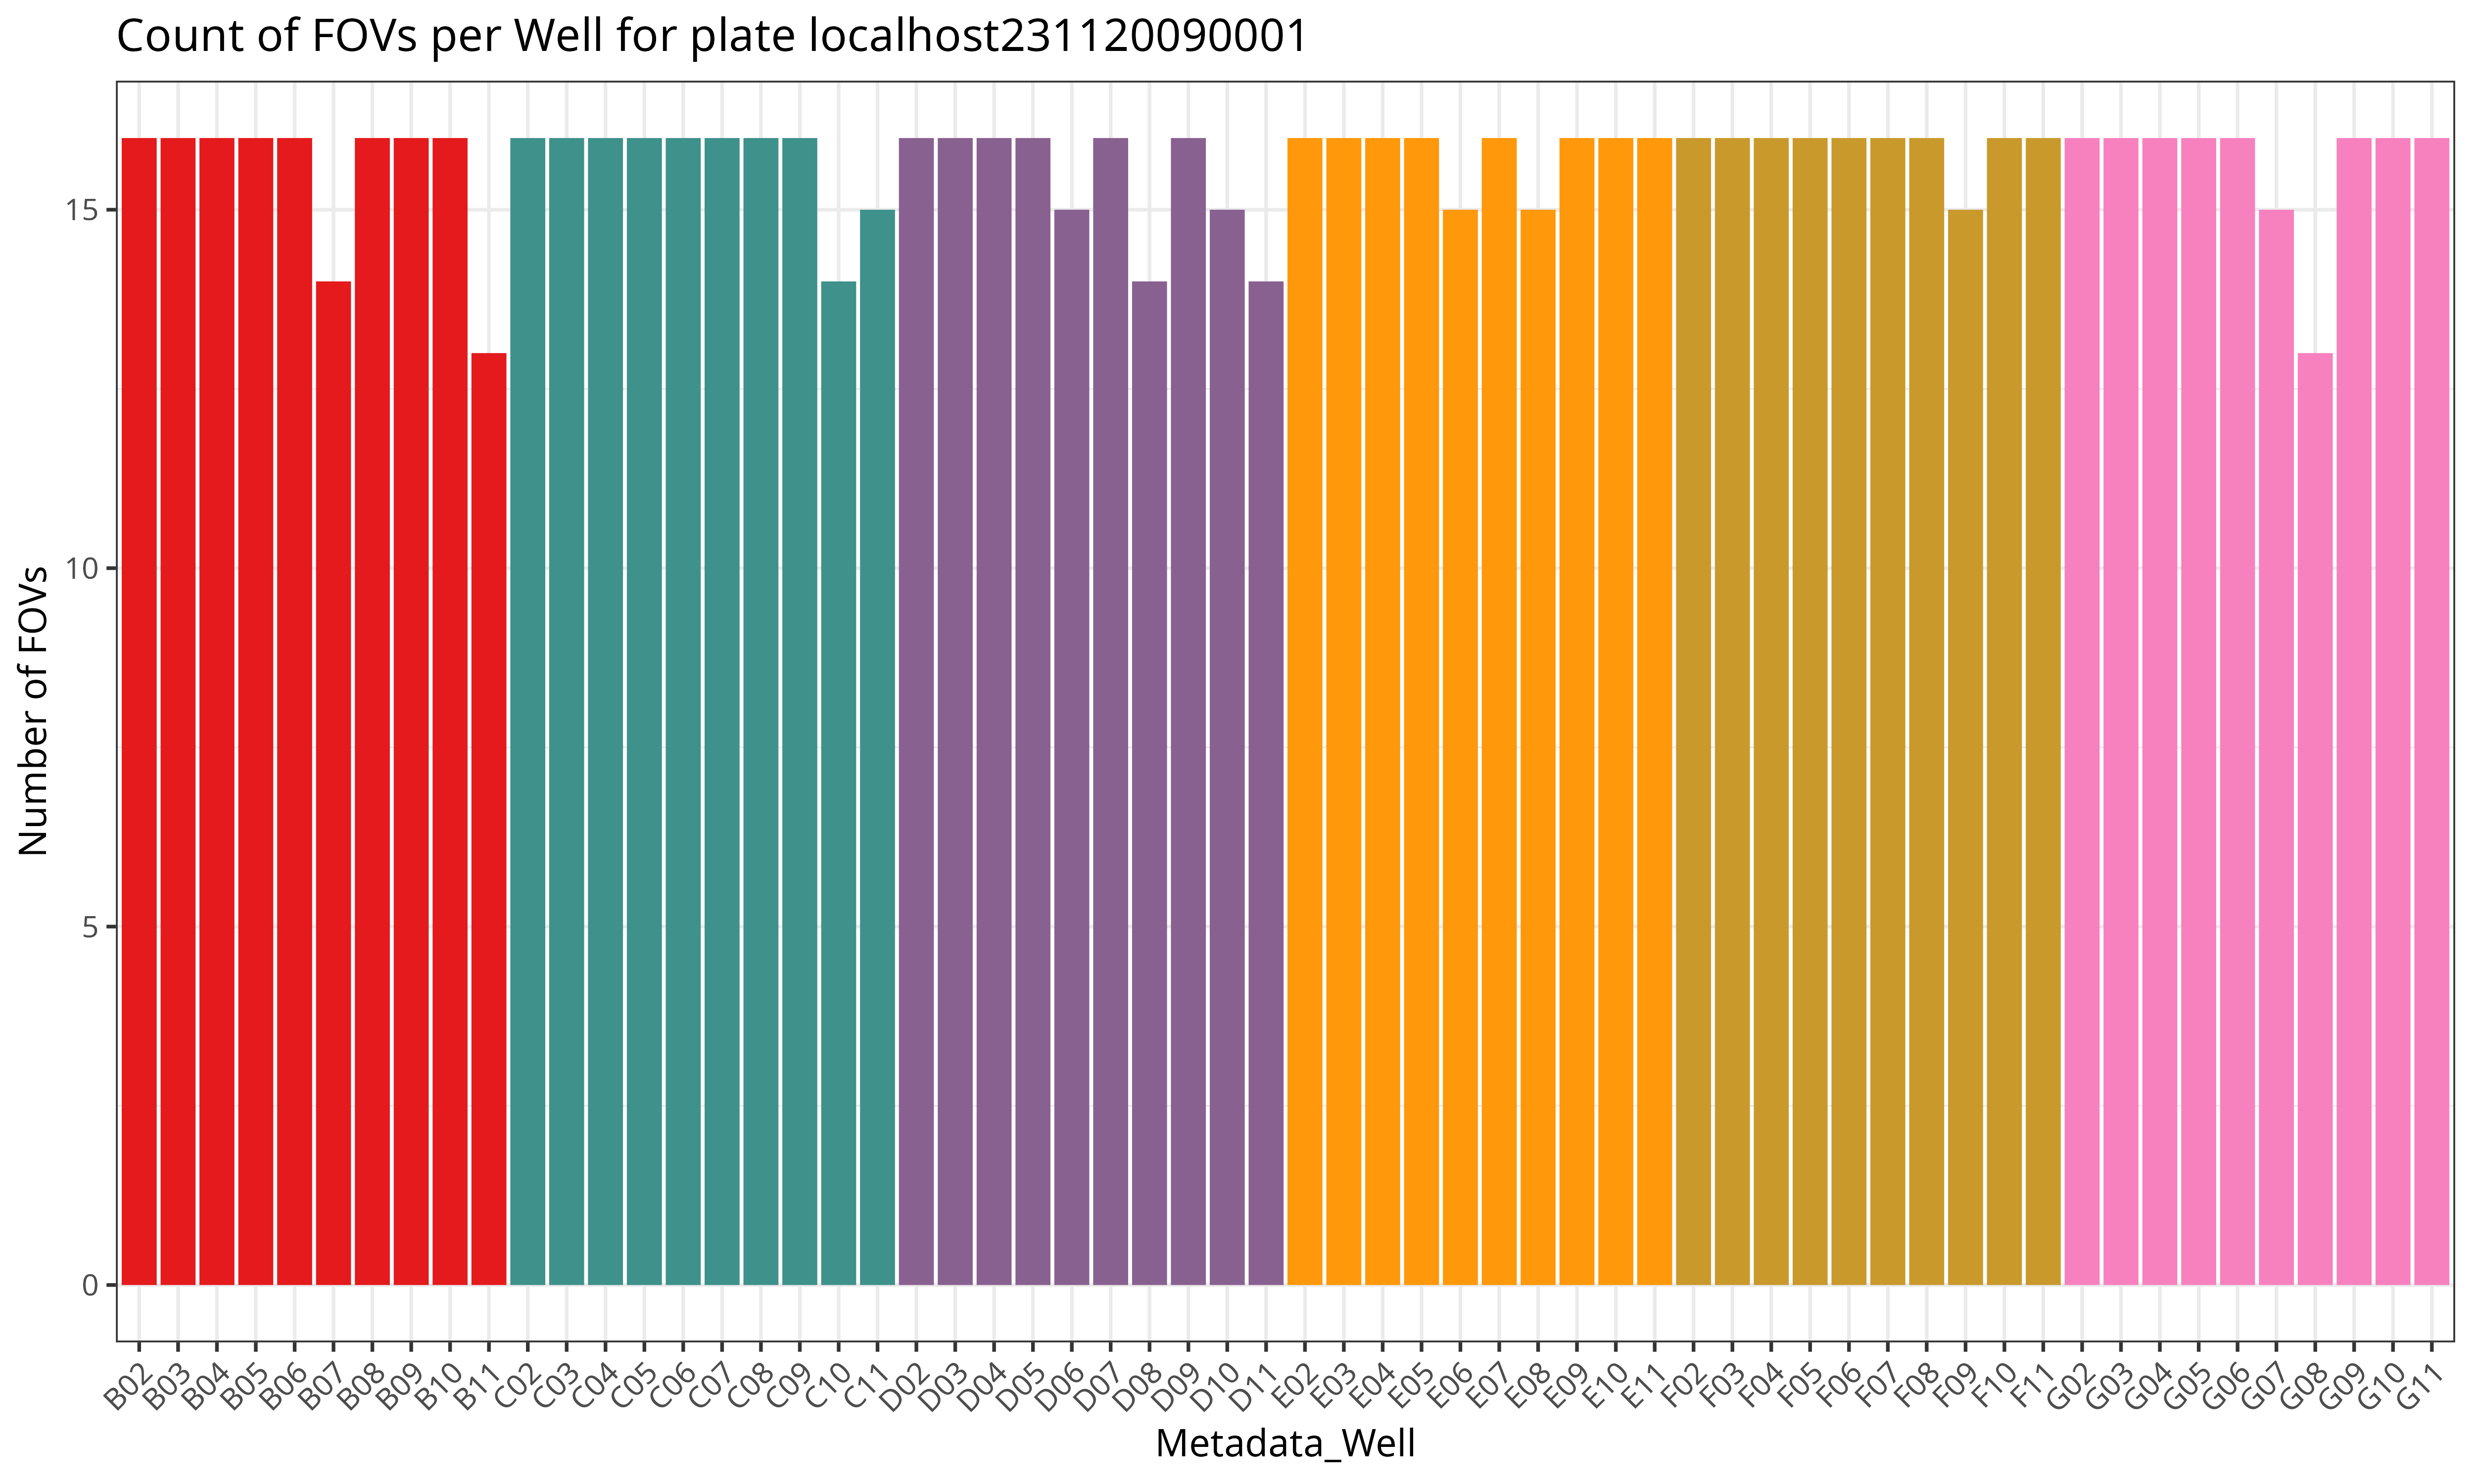 Count of FOVs per Well for plate localhost231120090001
Number of FOVs
15
10
5
0
B02 B03 B04 B05 B06 B07 B08 B09 B10 B11 C02 C03 C04 C05 C06 C07 C08 C09 C10 C11 D02 D03 D04 D05 D06 D07 D08 D09 D10 D11 E02 E03 E04 E05 E06 E07 E08 E09 E10 E11 F02 F03 F04 F05 F06 F07 F08 F09 F10 F11 G02 G03 G04 G05 G06 G07 G08 G09 G10 G11
Metadata_Well